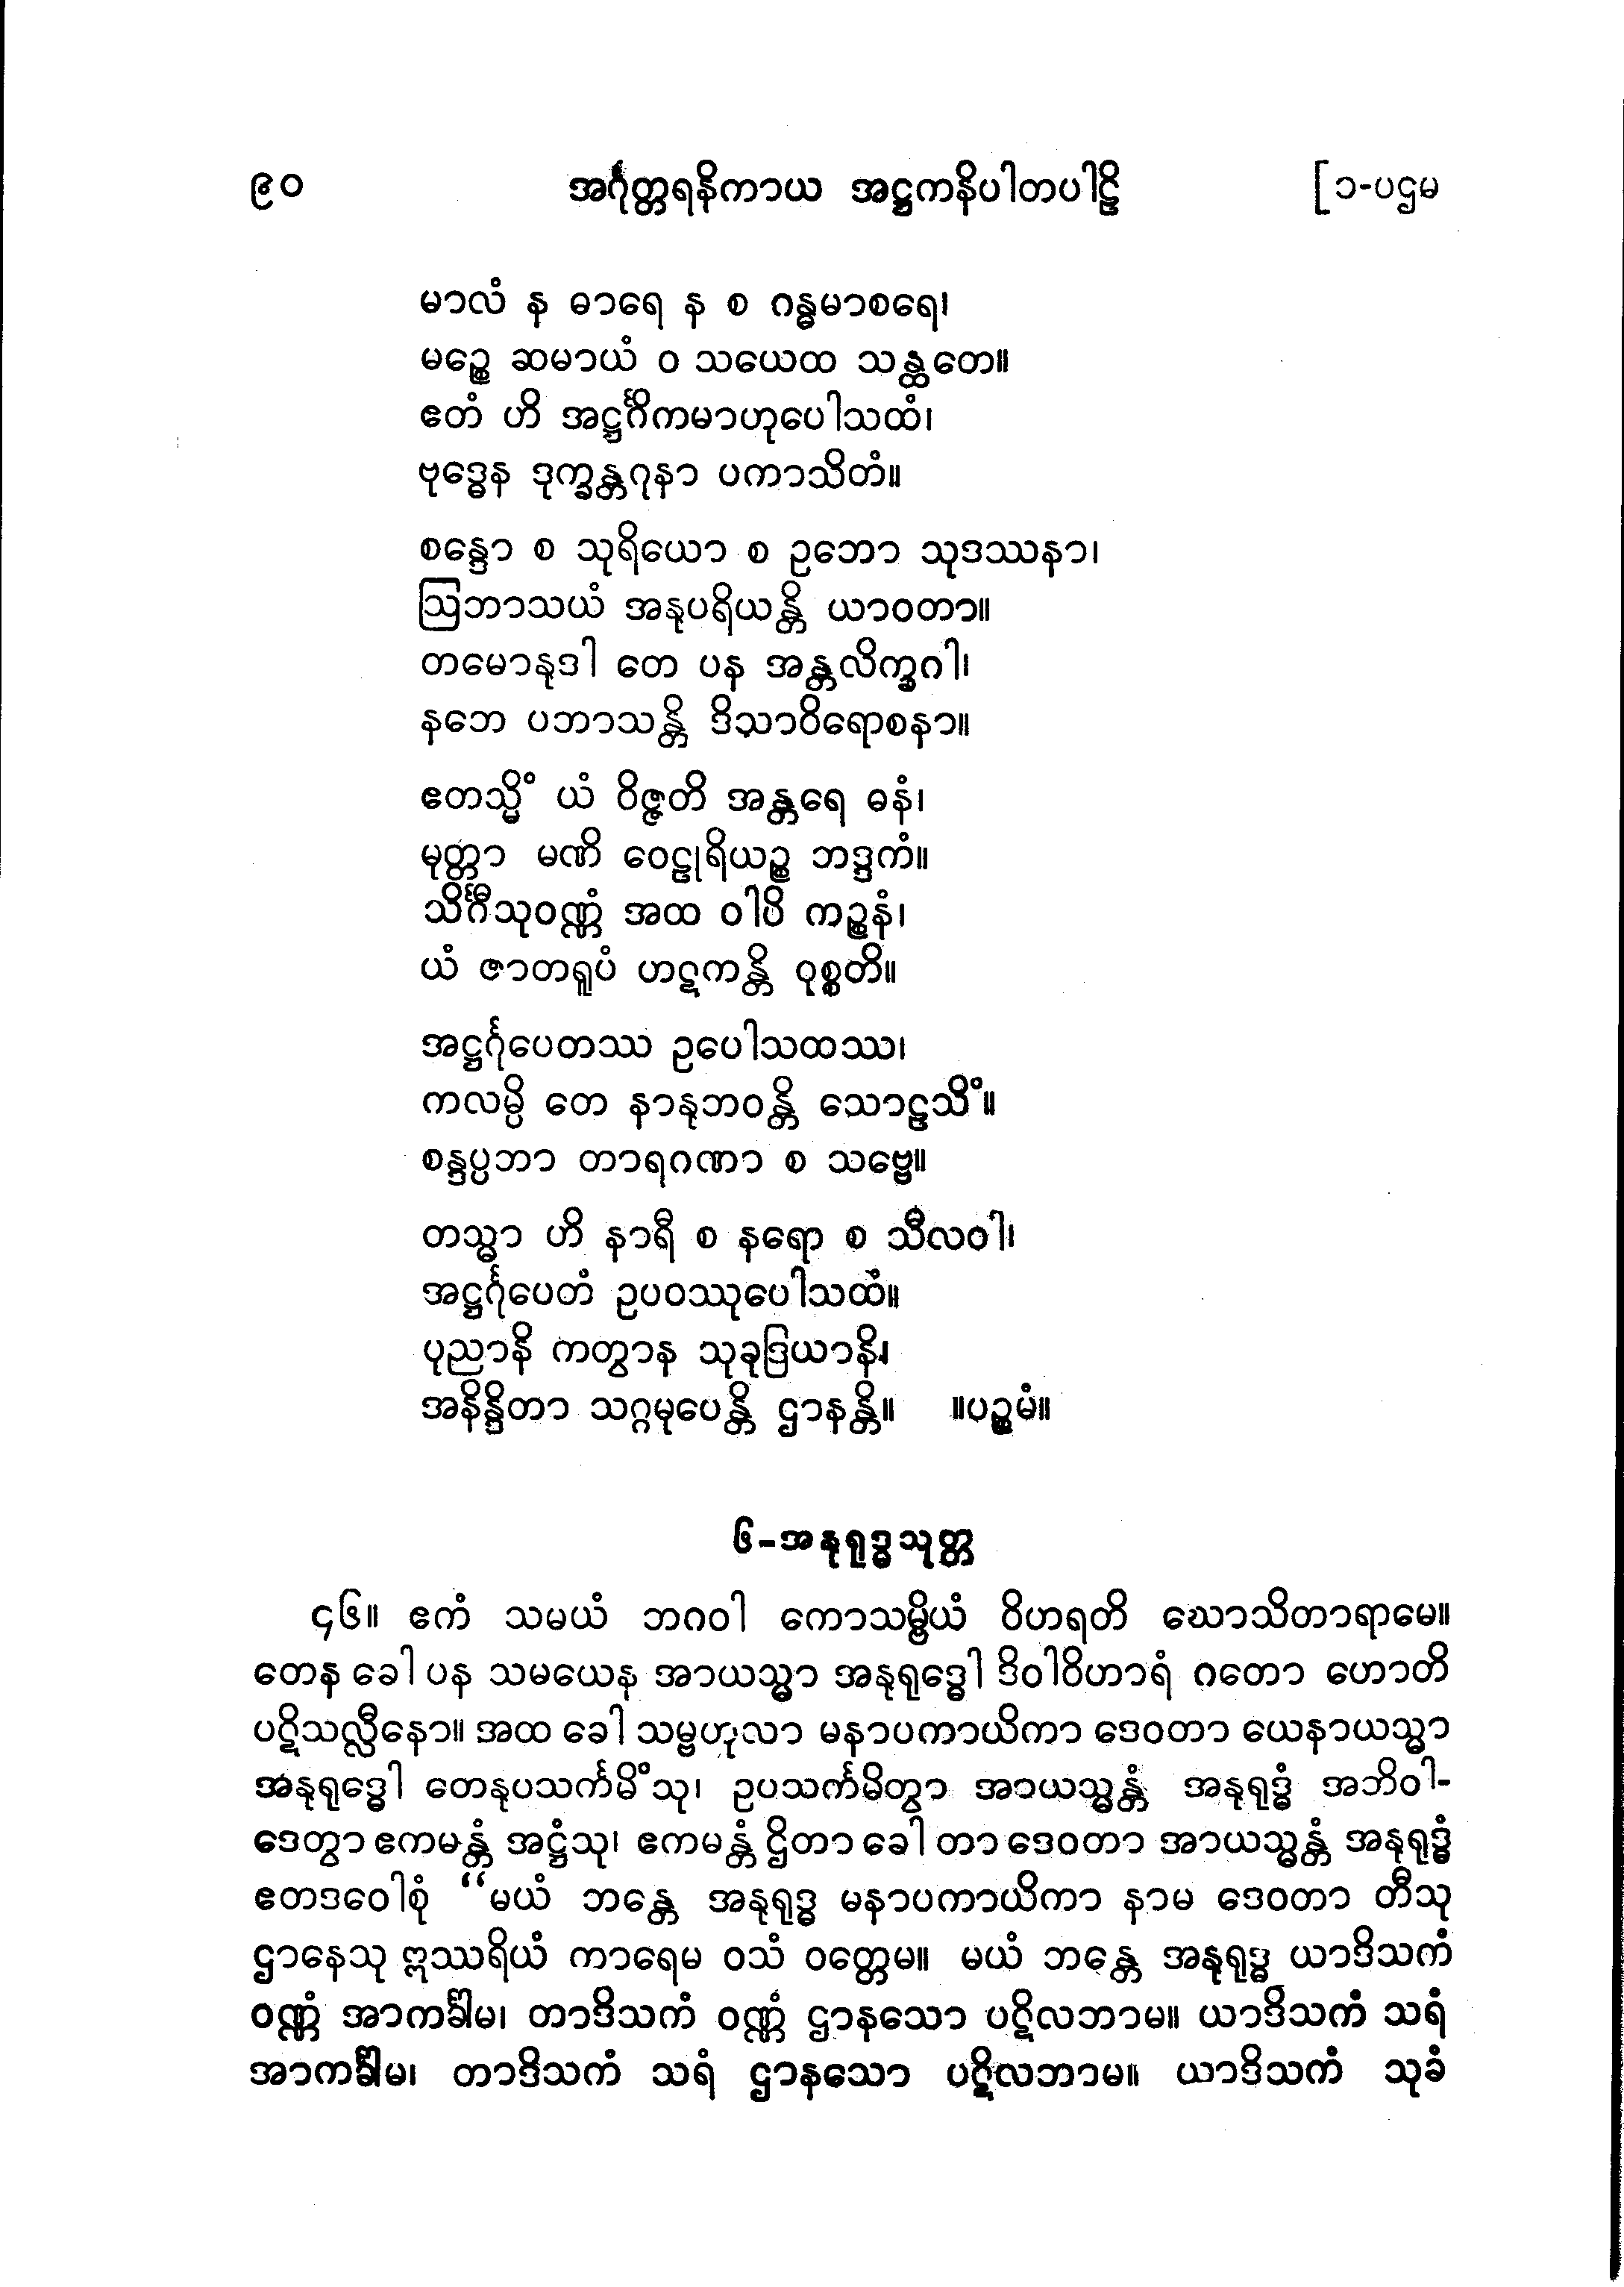 ၉၀ အင်္ဂုတ္တရနိကာယ အဋ္ဌကနိပါတပါဠိ [၁-ပဌမ
မာလံ န ဓာရေ န စ ဂန္ဓမာစရေ၊
မဉ္စေ ဆမာယံ ဝ သယေထ သန္ထတေ။
ဧတံ ဟိ အဋ္ဌင်္ဂိကမာဟုပေါသထံ၊
ဗုဒ္ဓေန ဒုက္ခန္တဂုနာ ပကာသိတံ။
စန္ဒော စ သုရိယော စ ဥဘော သုဒဿနာ၊
ဩဘာသယံ အနုပရိယန္တိ ယာဝတာ။
တမောနုဒါ တေ ပန အန္တလိက္ခဂါ၊
နဘေ ပဘာသန္တိ ဒိသာဝိရောစနာ။
ဧတသ္မိံ ယံ ဝိဇ္ဇတိ အန္တရေ ဓနံ၊
မုတ္တာ မဏိ ဝေဠုရိယဉ္စ ဘဒ္ဒကံ။
သိင်္ဂီသုဝဏ္ဏံ အထ ဝါပိ ကဉ္စနံ၊
ယံ ဇာတရူပံ ဟဋကန္တိ ဝုစ္စတိ။
အဋ္ဌင်္ဂုပေတဿ ဥပေါသထဿ၊
ကလမ္ပိ တေ နာနုဘဝန္တိ သောဠသိံ။
စန္ဒပ္ပဘာ တာရဂဏာ စ သဗ္ဗေ။
တသ္မာ ဟိ နာရီ စ နရော စ သီလဝါ၊
အဋ္ဌင်္ဂုပေတံ ဥပဝဿုပေါသထံ။
ပုညာနိ ကတွာန သုခုဒြယာနိ၊
အနိန္ဒိတာ သဂ္ဂမုပေန္တိ ဌာနန္တိ။ ။ပဉ္စမံ။
၆-အနုရုဒ္ဓသုတ္တ
၄၆။ ဧကံ သမယံ ဘဂဝါ ကောသမ္ဗိယံ ဝိဟရတိ ဃောသိတာရာမေ။
တေန ခေါ ပန သမယေန အာယသ္မာ အနုရုဒ္ဓေါ ဒိဝါဝိဟာရံ ဂတော ဟောတိ
ပဋိသလ္လီနော။ အထ ခေါ သမ္ဗဟုလာ မနာပကာယိကာ ဒေဝတာ ယေနာယသ္မာ
အနုရုဒ္ဓေါ တေနုပသင်္ကမိံသု၊ ဥပသင်္ကမိတွာ အာယသ္မန္တံ အနုရုဒ္ဓံ အဘိဝါ-
ဒေတွာ ဧကမန္တံ အဋ္ဌံသု၊ ဧကမန္တံ ဌိတာ ခေါ တာ ဒေဝတာ အာယသ္မန္တံ အနုရုဒ္ဓံ
ဧတဒဝေါစုံ “မယံ ဘန္တေ အနုရုဒ္ဓ မနာပကာယိကာ နာမ ဒေဝတာ တီသု
ဌာနေသု ဣဿရိယံ ကာရေမ ဝသံ ဝတ္တေမ။ မယံ ဘန္တေ အနုရုဒ္ဓ ယာဒိသကံ
ဝဏ္ဏံ အာကင်္ခါမ၊ တာဒိသကံ ဝဏ္ဏံ ဌာနသော ပဋိလဘာမ။ ယာဒိသကံ သရံ
အာကင်္ခါမ၊ တာဒိသကံ သရံ ဌာနသော ပဋိလဘာမ။ ယာဒိသကံ သုခံ